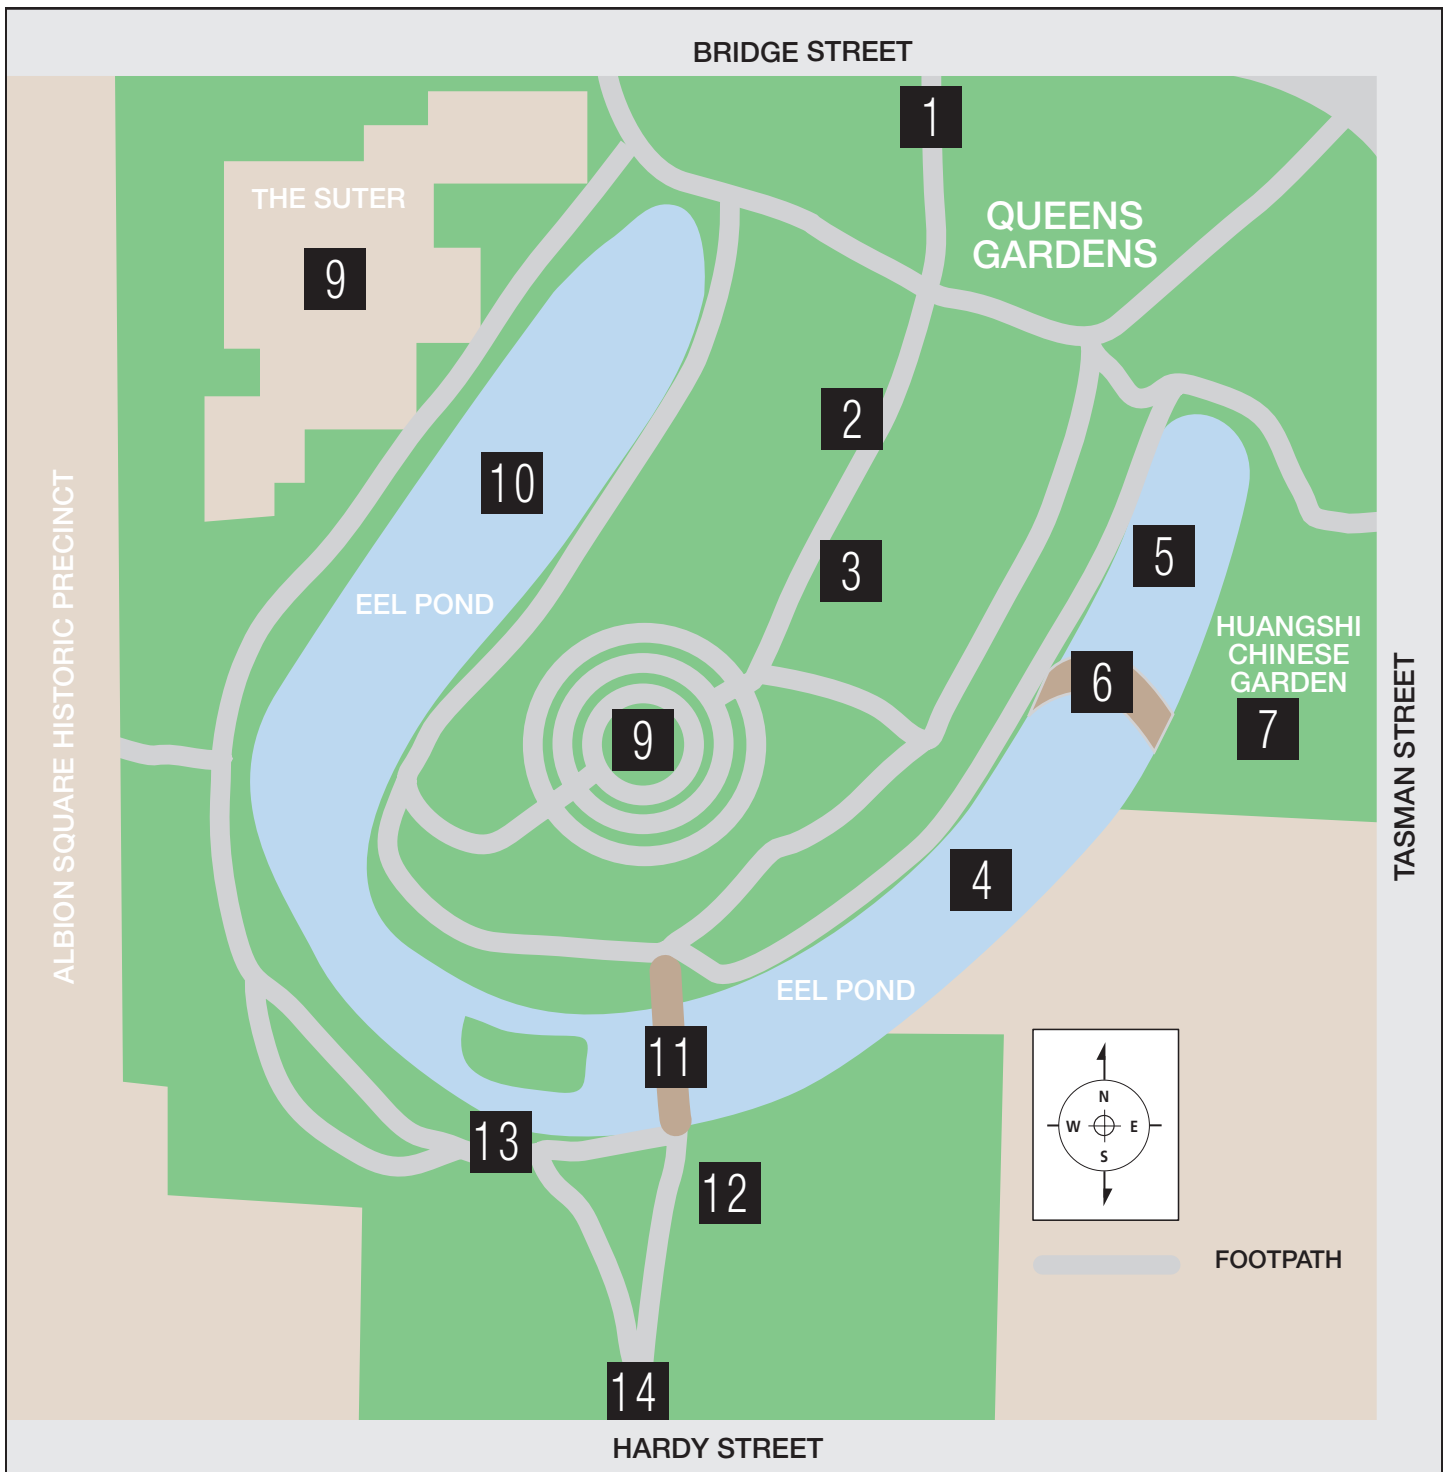 BRIDGE STREET
1
THE SUTER
QUEENS
GARDENS
9
2
10
5
3
EEL POND
HUANGSHI
CHINESE
GARDEN
6
7
9
ALBION SQUARE HISTORIC PRECINCT
TASMAN STREET
4
EEL POND
11
N
W E
S
13
12
FOOTPATH
14
HARDY STREET